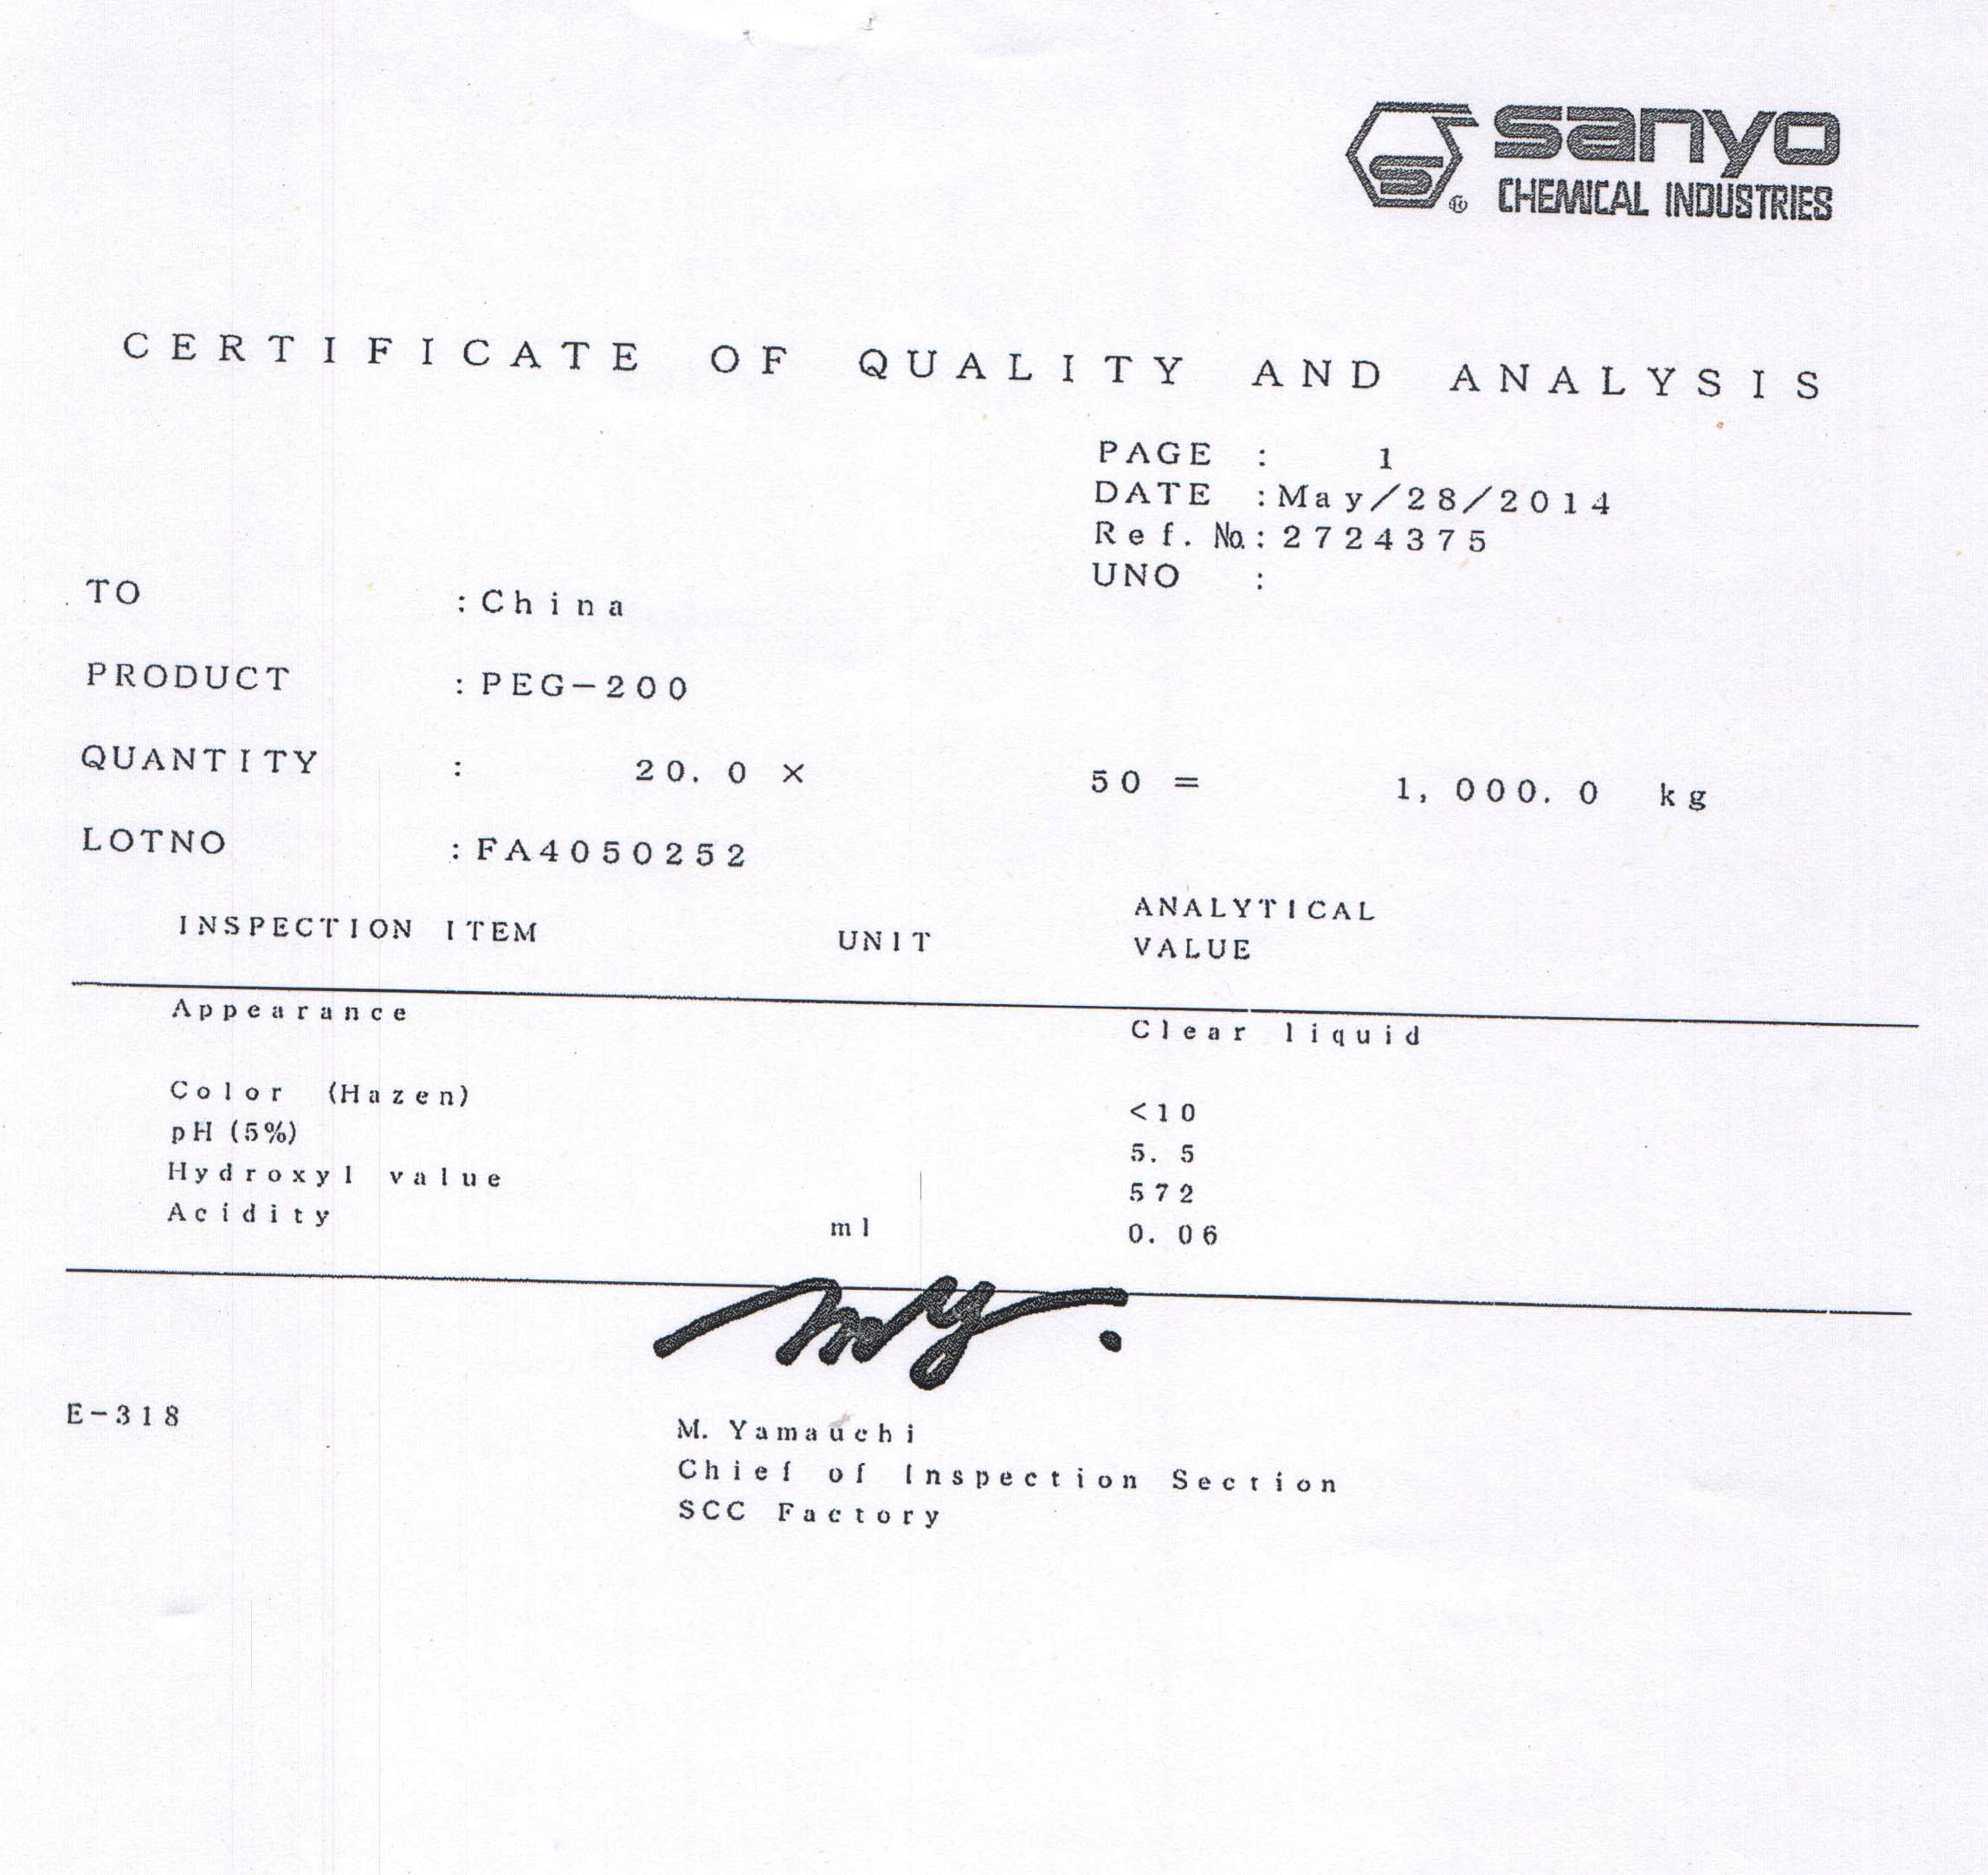 sanyo
CHEMICAL INDUSTRIES
CERTIFICATE OF QUALITY AND ANALYSIS
PAGE : 1
DATE :May/28/2014
Ref. №:2724375
UNO :
TO :China
PRODUCT :PEG-200
QUANTITY : 20.0 × 50 = 1,000.0 kg
LOTNO :FA4050252
INSPECTION ITEM UNIT ANALYTICAL VALUE
Appearance Clear liquid
Color (Hazen) <10
pH (5%) 5.5
Hydroxyl value 572
Acidity ml 0.06
my.
E-318
M. Yamauchi
Chief of Inspection Section
SCC Factory